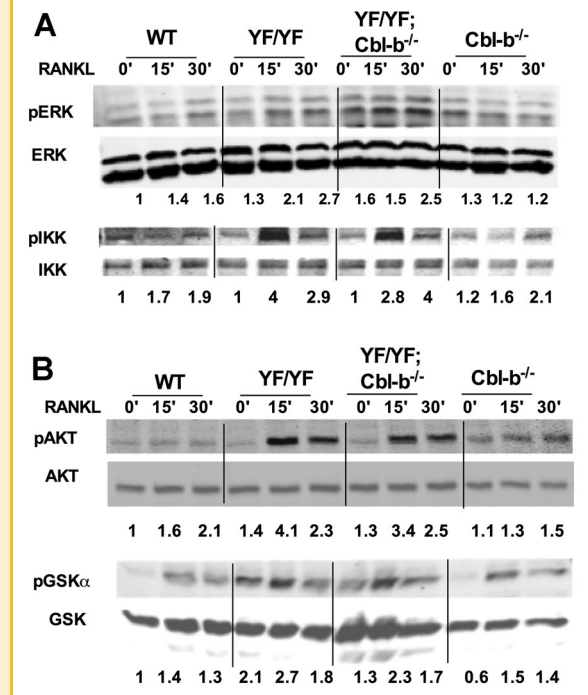 A
YF/YF;
WT YF/YF Cbl-b-/- Cbl-b-/-
RANKL 0' 15' 30' 0' 15' 30' 0' 15' 30' 0' 15' 30'
pERK
ERK
1 1.4 1.6 1.3 2.1 2.7 1.6 1.5 2.5 1.3 1.2 1.2
pIKK
IKK
1 1.7 1.9 1 4 2.9 1 2.8 4 1.2 1.6 2.1
B
YF/YF;
WT YF/YF Cbl-b-/- Cbl-b-/-
RANKL 0' 15' 30' 0' 15' 30' 0' 15' 30' 0' 15' 30'
pAKT
AKT
1 1.6 2.1 1.4 4.1 2.3 1.3 3.4 2.5 1.1 1.3 1.5
pGSKα
GSK
1 1.4 1.3 2.1 2.7 1.8 1.3 2.3 1.7 0.6 1.5 1.4